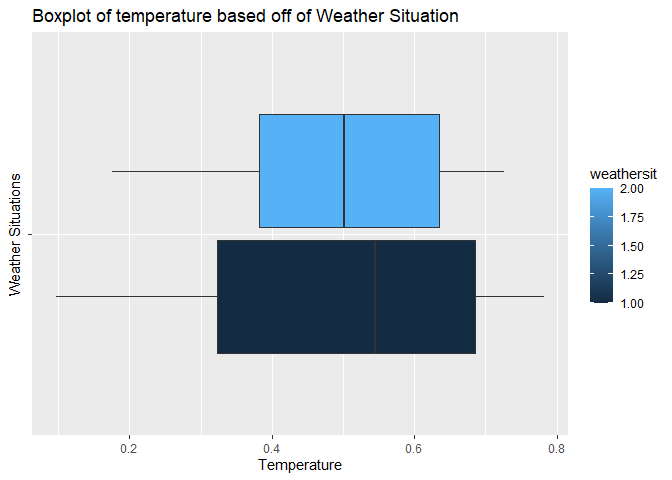 Boxplot of temperature based off of Weather Situation
Weather Situations
weathersit
2.00
1.75
1.50
1.25
1.00
0.2
0.4
0.6
0.8
Temperature